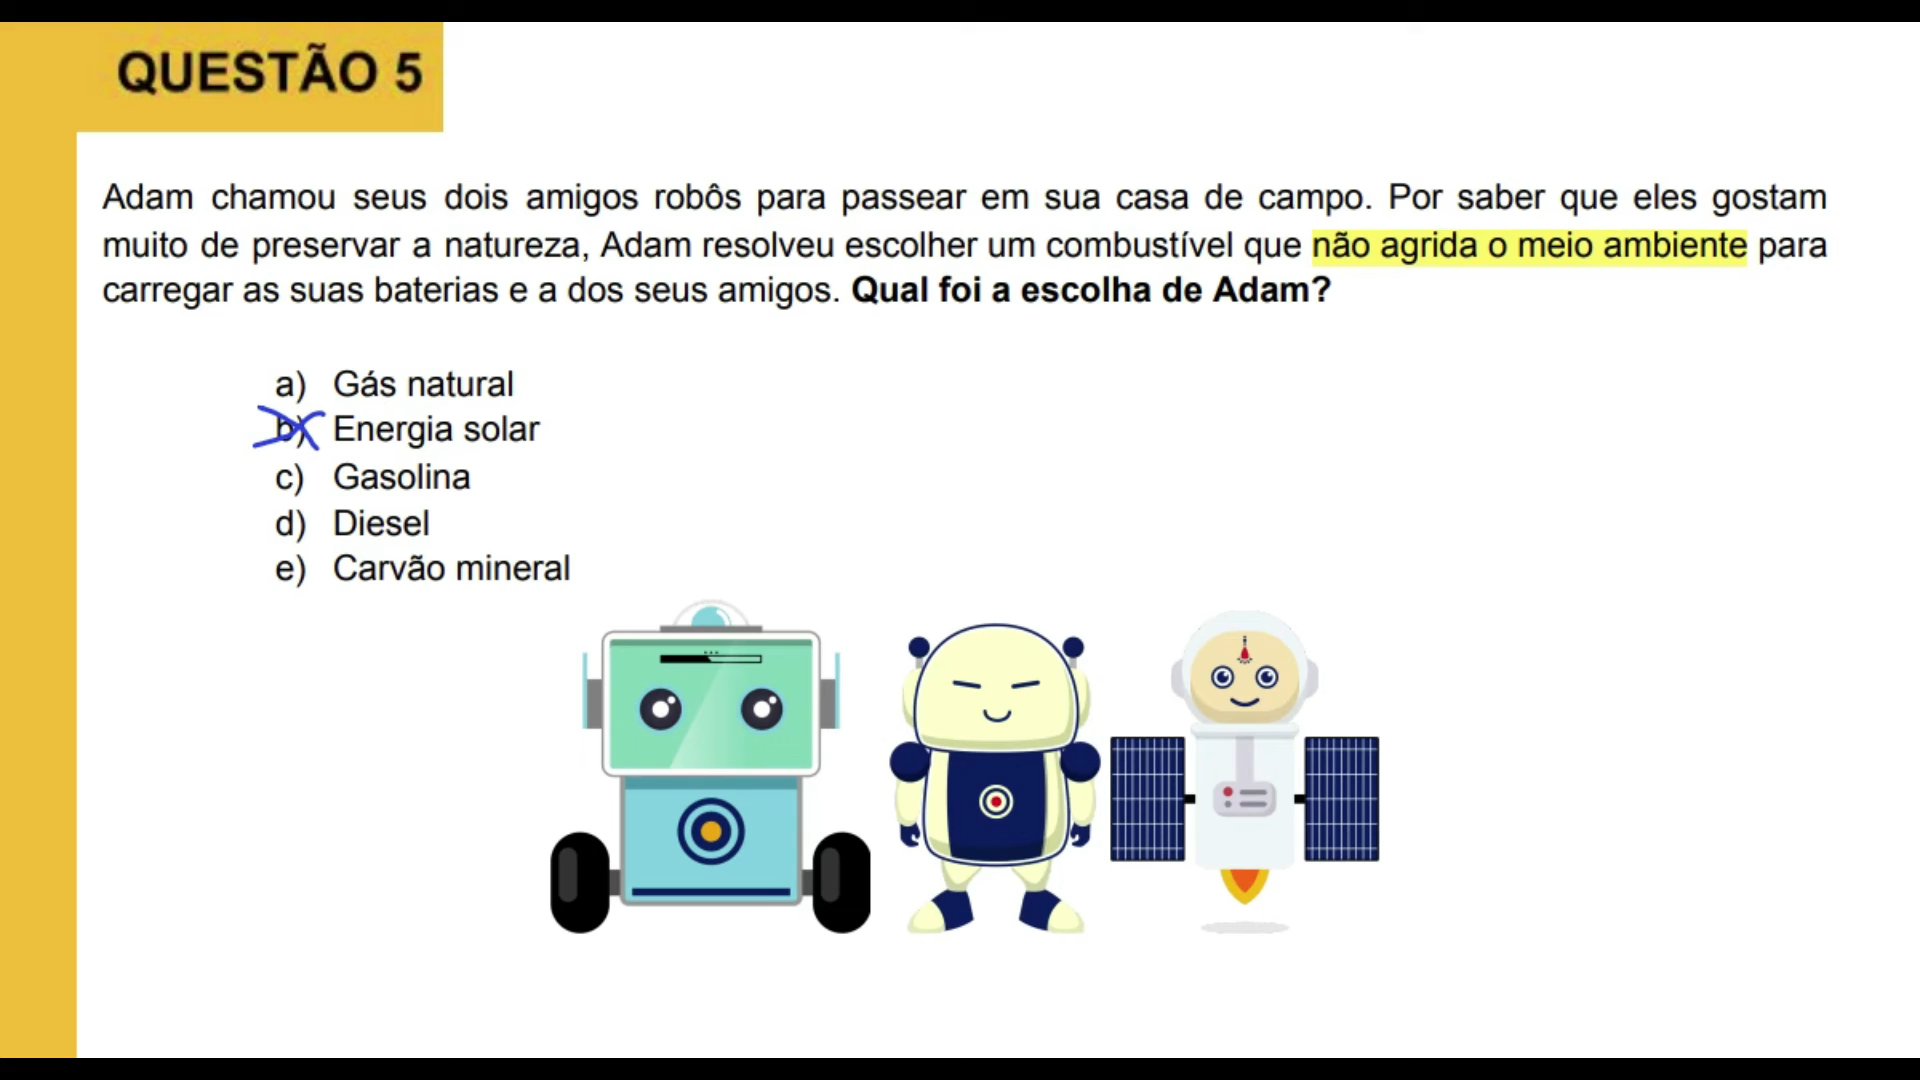 QUESTÃO 5
Adam chamou seus dois amigos robôs para passear em sua casa de campo. Por saber que eles gostam
muito de preservar a natureza, Adam resolveu escolher um combustível que não agrida o meio ambiente para
carregar as suas baterias e a dos seus amigos. Qual foi a escolha de Adam?
a) Gás natural
b) Energia solar
c) Gasolina
d) Diesel
e) Carvão mineral